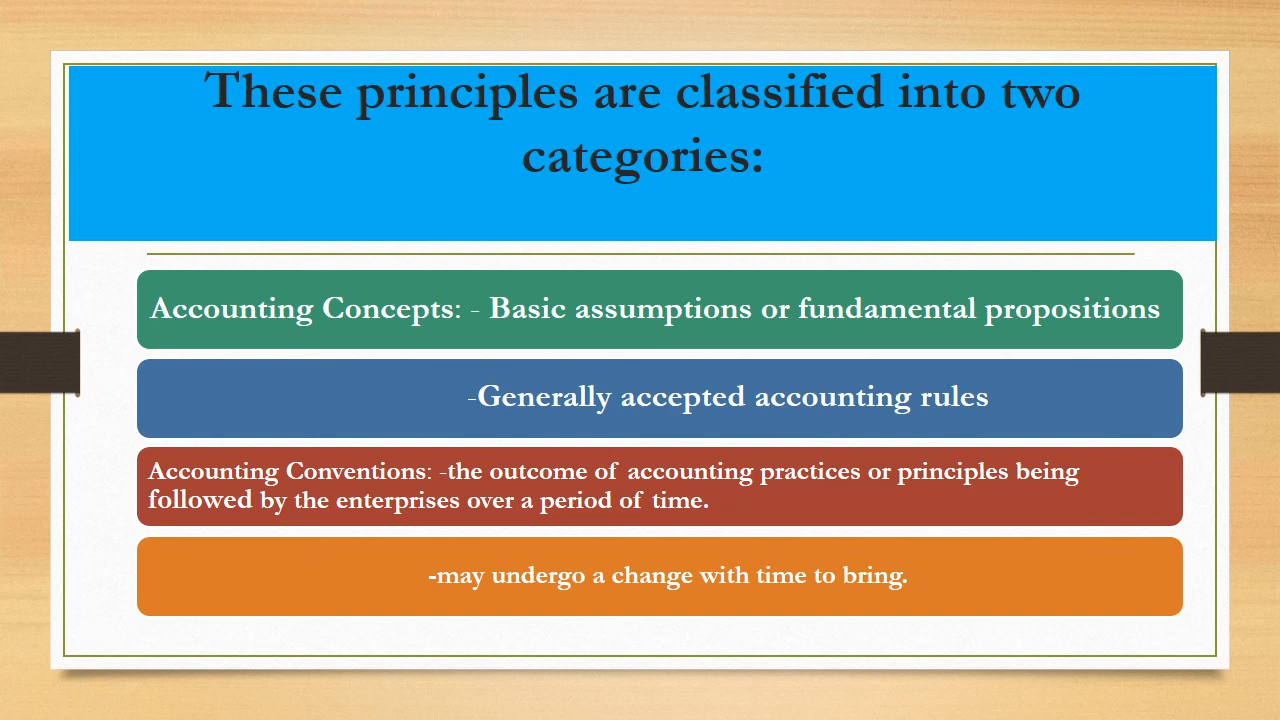 These principles are classified into two
categories:
Accounting Concepts: - Basic assumptions or fundamental propositions
-Generally accepted accounting rules
Accounting Conventions: -the outcome of accounting practices or principles being
followed by the enterprises over a period of time.
-may undergo a change with time to bring.